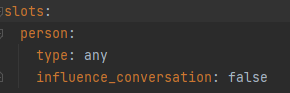 slots:
  person:
    type: any
    influence_conversation: false